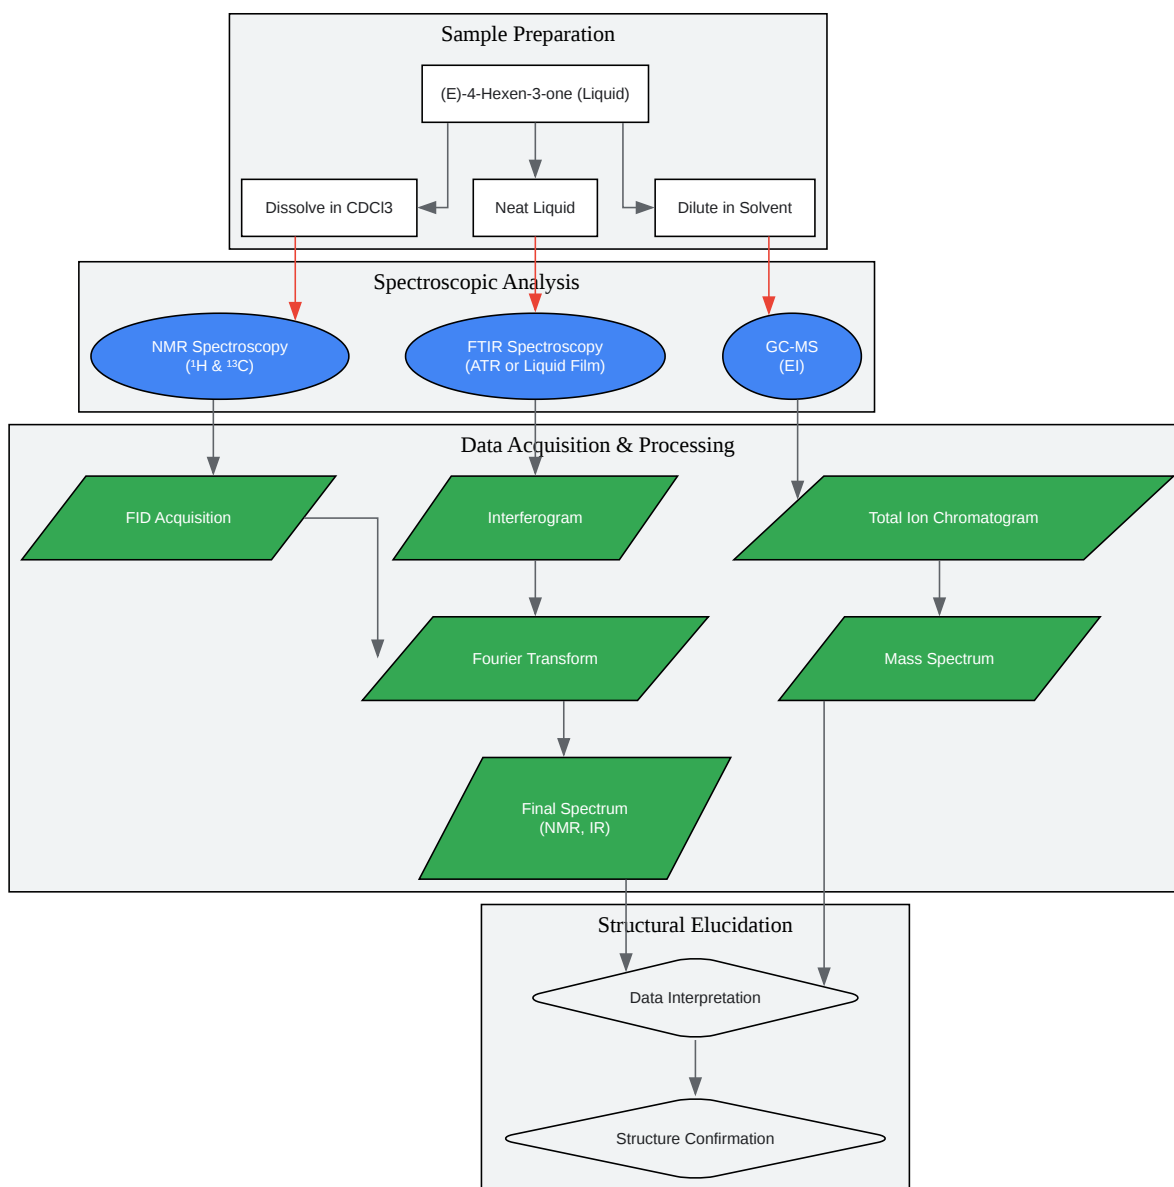 Sample Preparation
(E)-4-Hexen-3-one (Liquid)
Dissolve in CDCl3
Neat Liquid
Dilute in Solvent
Spectroscopic Analysis
NMR Spectroscopy
(¹H & ¹³C)
FTIR Spectroscopy
(ATR or Liquid Film)
GC-MS
(EI)
Data Acquisition & Processing
FID Acquisition
Interferogram
Total Ion Chromatogram
Fourier Transform
Mass Spectrum
Final Spectrum
(NMR, IR)
Structural Elucidation
Data Interpretation
Structure Confirmation